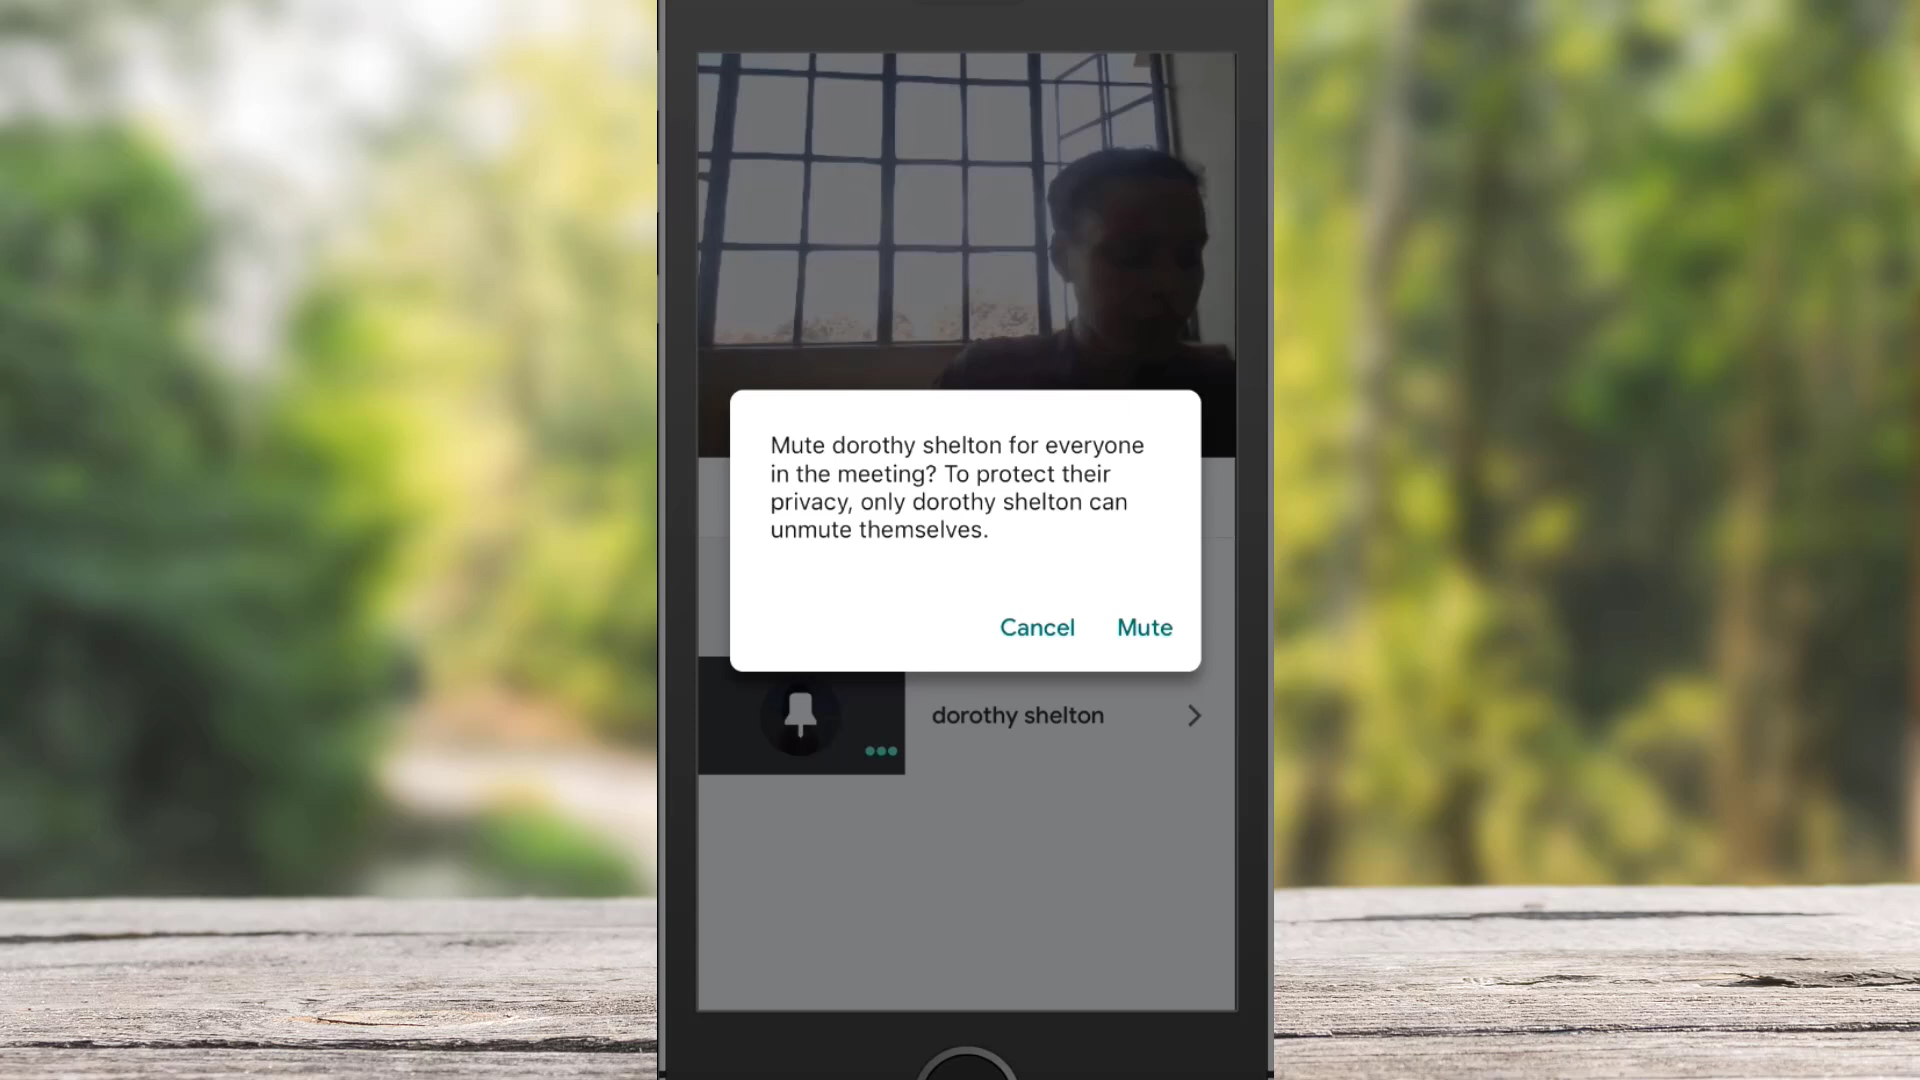 Mute dorothy shelton for everyone
in the meeting? To protect their
privacy, only dorothy shelton can
unmute themselves.
Cancel Mute
dorothy shelton